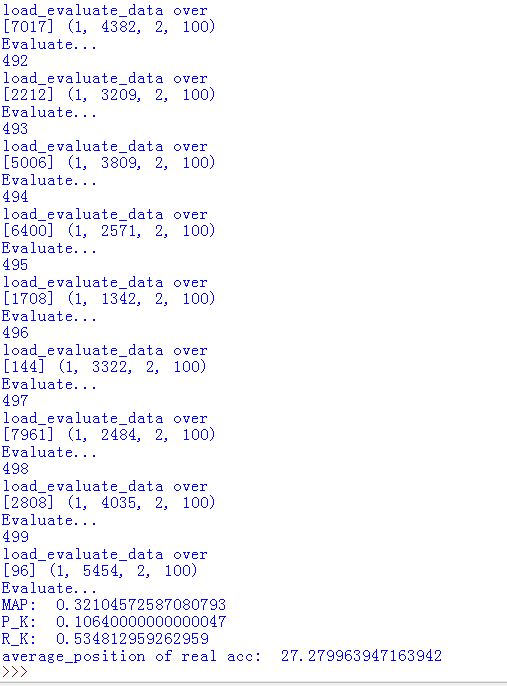 load_evaluate_data over
[7017] (1, 4382, 2, 100)
Evaluate...
492
load_evaluate_data over
[2212] (1, 3209, 2, 100)
Evaluate...
493
load_evaluate_data over
[5006] (1, 3809, 2, 100)
Evaluate...
494
load_evaluate_data over
[6400] (1, 2571, 2, 100)
Evaluate...
495
load_evaluate_data over
[1708] (1, 1342, 2, 100)
Evaluate...
496
load_evaluate_data over
[144] (1, 3322, 2, 100)
Evaluate...
497
load_evaluate_data over
[7961] (1, 2484, 2, 100)
Evaluate...
498
load_evaluate_data over
[2808] (1, 4035, 2, 100)
Evaluate...
499
load_evaluate_data over
[96] (1, 5454, 2, 100)
Evaluate...
MAP:  0.32104572587080793
P_K:  0.10640000000000047
R_K:  0.534812959262959
average_position of real acc:  27.279963947163942
>>>